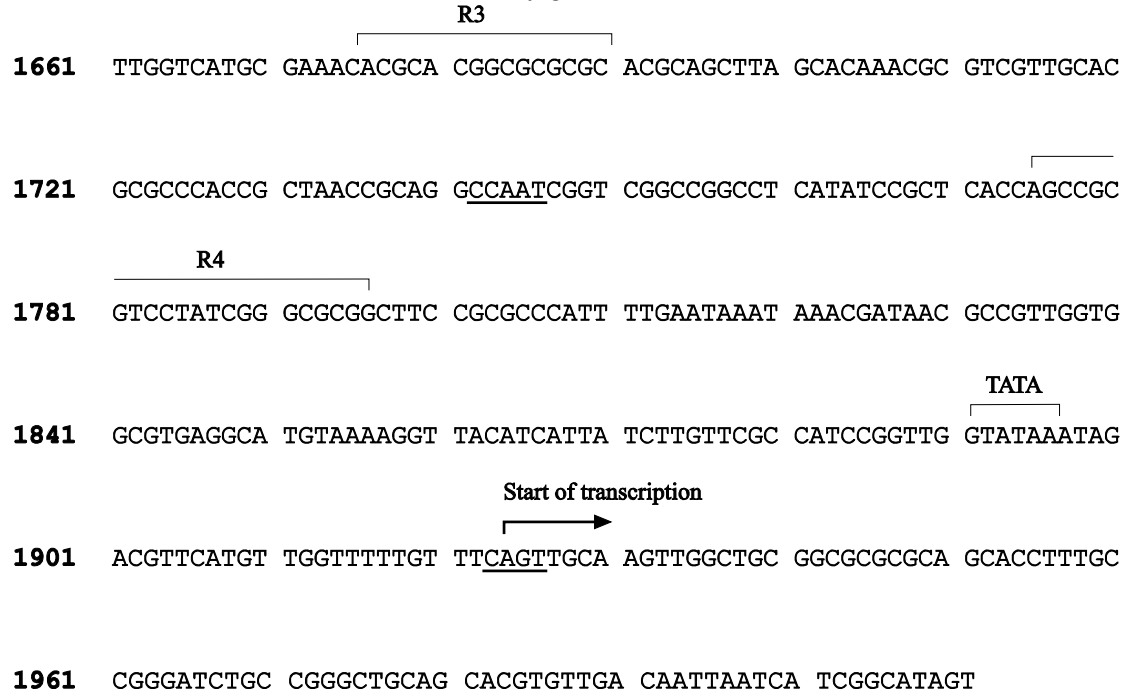 R3
1661 TTGGTCATGC GAAACACGCA CGGCGCGCGC ACGCAGCTTA GCACAAACGC GTCGTTGCAC
1721 GCGCCCACCG CTAACCGCAG GCCAATCGGT CGGCCGGCCT CATATCCGCT CACCAGCCGC
R4
1781 GTCCTATCGG GCGCGGCTTC CGCGCCCATT TTGAATAAAT AAACGATAAC GCCGTTGGTG
TATA
1841 GCGTGAGGCA TGTAAAAGGT TACATCATTA TCTTGTTCGC CATCCGGTTG GTATAAATAG
Start of transcription
1901 ACGTTCATGT TGGTTTTTGT TTCAGTTGCA AGTTGGCTGC GGCGCGCGCA GCACCTTTGC
1961 CGGGATCTGC CGGGCTGCAG CACGTGTTGA CAATTAATCA TCGGCATAGT